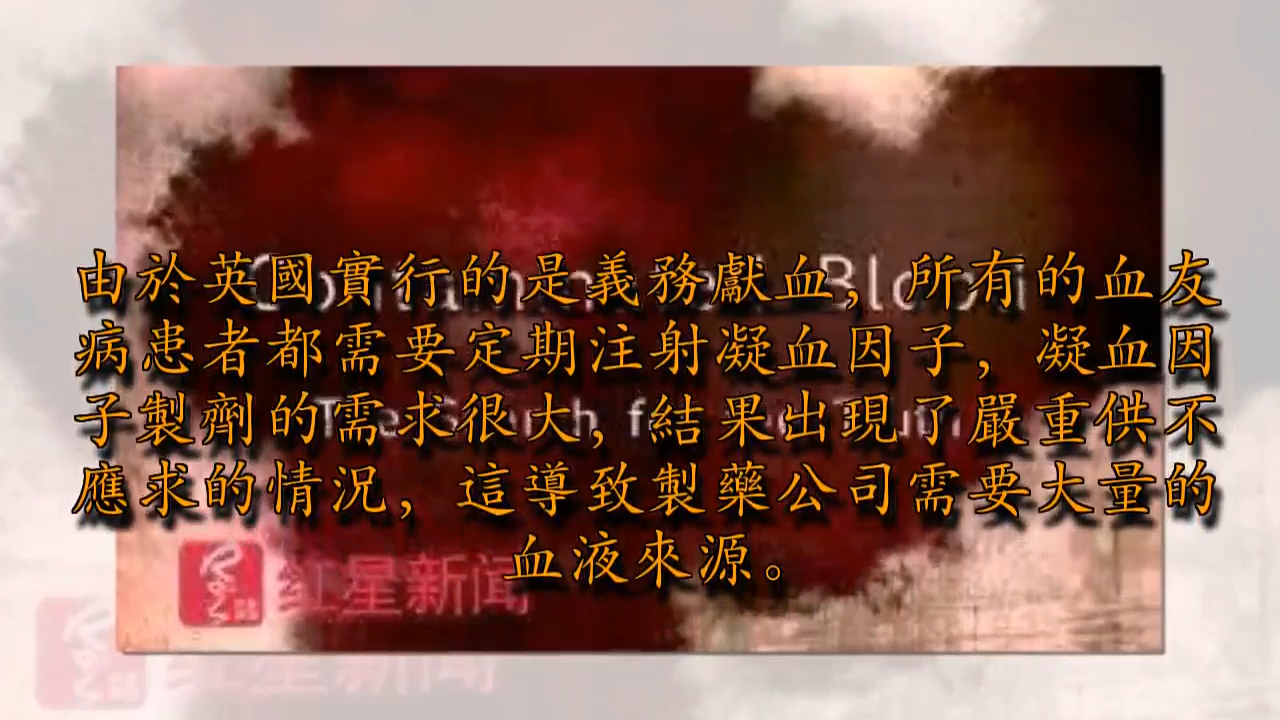 由於英國實行的是義務獻血，所有的血友
病患者都需要定期注射凝血因子，凝血因
子製劑的需求很大，結果出現了嚴重供不
應求的情況，這導致製藥公司需要大量的
血液來源。
Blood
The Search for
红星新闻
红星新闻